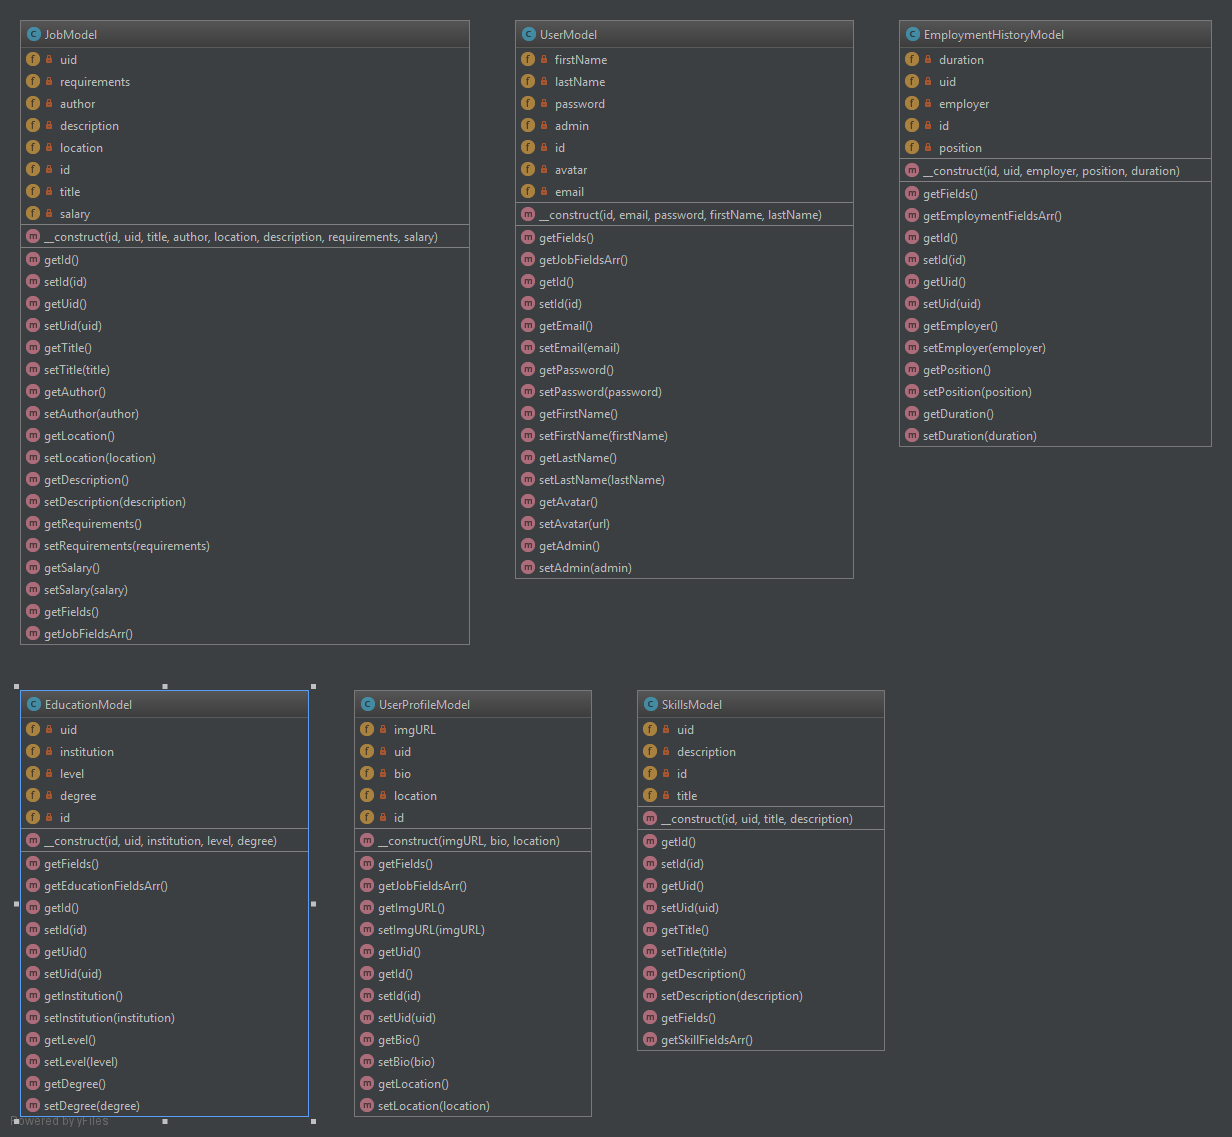 JobModel
uid
requirements
author
description
location
id
title
salary
__construct(id, uid, title, author, location, description, requirements, salary)
getId()
setId(id)
getUid()
setUid(uid)
getTitle()
setTitle(title)
getAuthor()
setAuthor(author)
getLocation()
setLocation(location)
getDescription()
setDescription(description)
getRequirements()
setRequirements(requirements)
getSalary()
setSalary(salary)
getFields()
getJobFieldsArr()
UserModel
firstName
lastName
password
admin
id
avatar
email
__construct(id, email, password, firstName, lastName)
getFields()
getJobFieldsArr()
getId()
setId(id)
getEmail()
setEmail(email)
getPassword()
setPassword(password)
getFirstName()
setFirstName(firstName)
getLastName()
setLastName(lastName)
getAvatar()
setAvatar(url)
getAdmin()
setAdmin(admin)
EmploymentHistoryModel
duration
uid
employer
id
position
__construct(id, uid, employer, position, duration)
getFields()
getEmploymentFieldsArr()
getId()
setId(id)
getUid()
setUid(uid)
getEmployer()
setEmployer(employer)
getPosition()
setPosition(position)
getDuration()
setDuration(duration)
EducationModel
uid
institution
level
degree
id
__construct(id, uid, institution, level, degree)
getFields()
getEducationFieldsArr()
getId()
setId(id)
getUid()
setUid(uid)
getInstitution()
setInstitution(institution)
getLevel()
setLevel(level)
getDegree()
setDegree(degree)
UserProfileModel
imgURL
uid
bio
location
id
__construct(imgURL, bio, location)
getFields()
getJobFieldsArr()
getImgURL()
setImgURL(imgURL)
getUid()
getId()
setId(id)
setUid(uid)
getBio()
setBio(bio)
getLocation()
setLocation(location)
SkillsModel
uid
description
id
title
__construct(id, uid, title, description)
getId()
setId(id)
getUid()
setUid(uid)
getTitle()
setTitle(title)
getDescription()
setDescription(description)
getFields()
getSkillFieldsArr()
Powered by yFiles